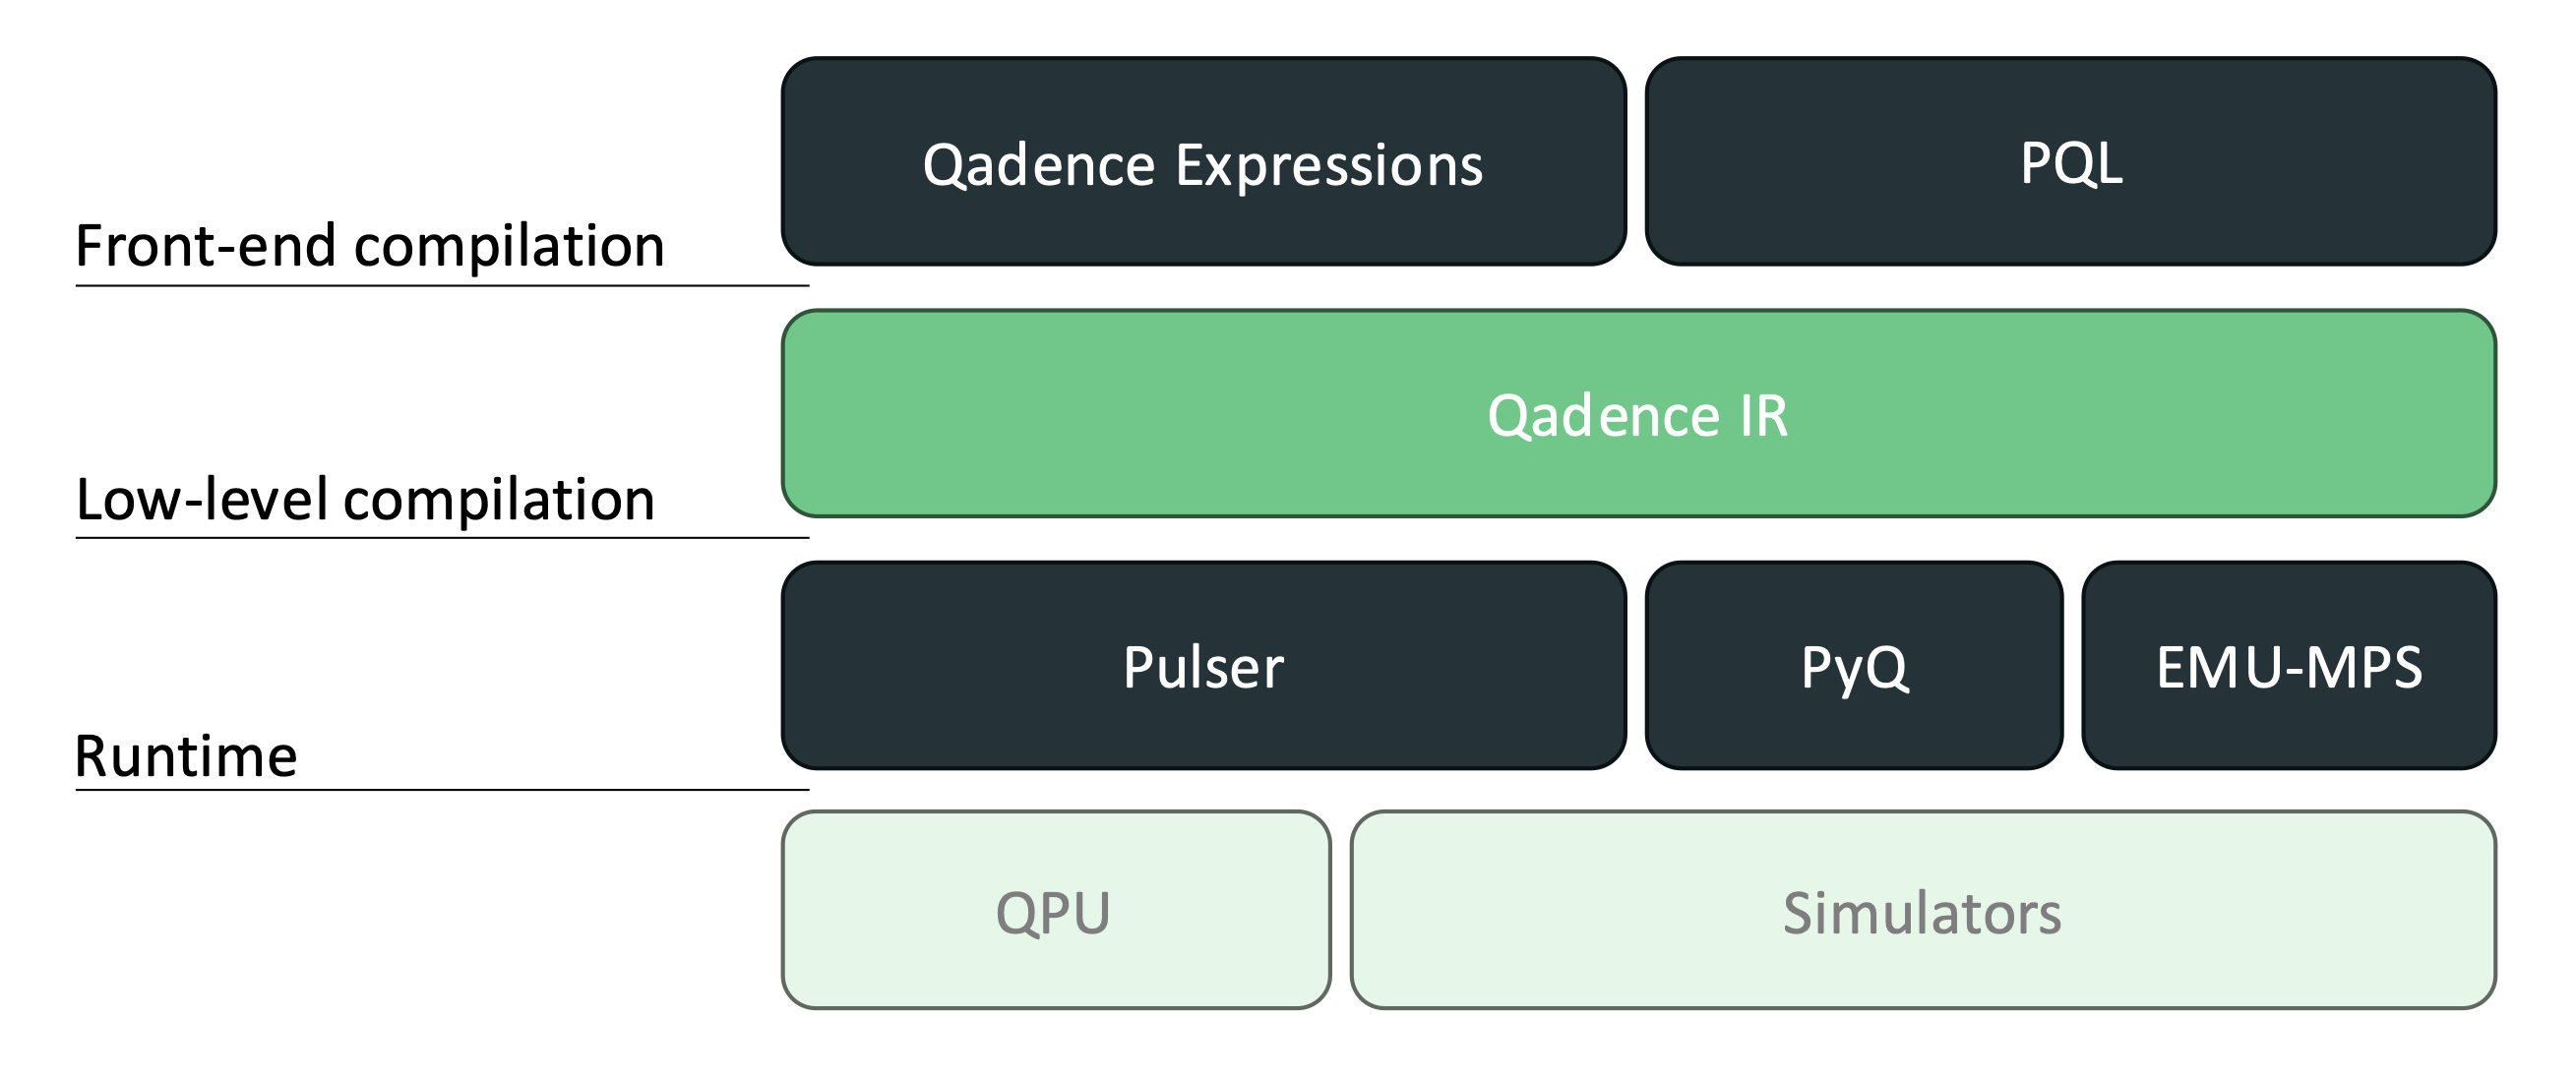 Qadence Expressions
PQL
Front-end compilation
Qadence IR
Low-level compilation
Pulser
PyQ
EMU-MPS
Runtime
QPU
Simulators